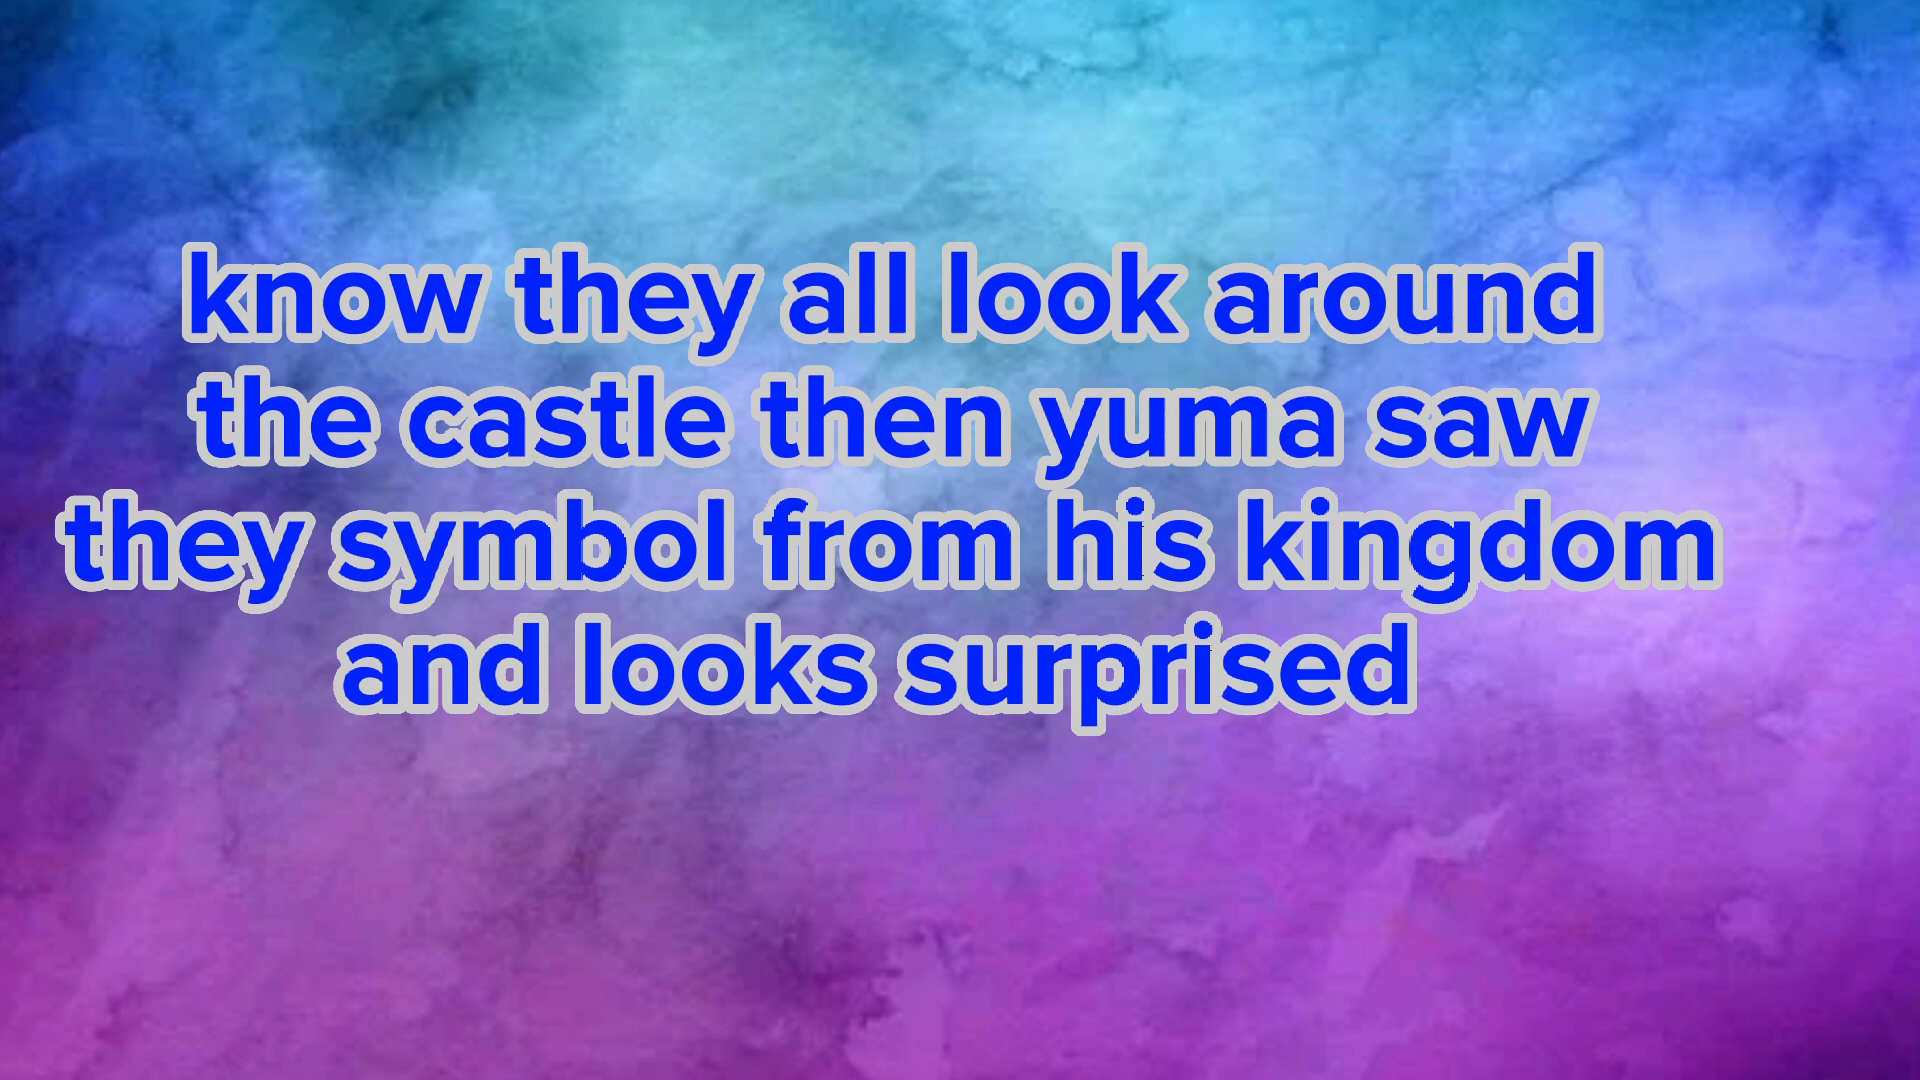 know they all look around
the castle then yuma saw
they symbol from his kingdom
and looks surprised